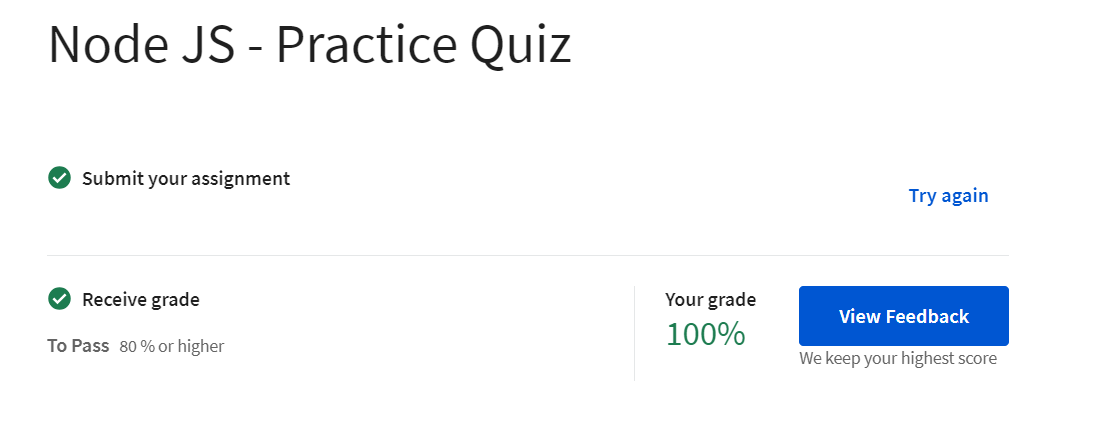 Node JS - Practice Quiz
Submit your assignment
Try again
Receive grade
To Pass 80 % or higher
Your grade
100%
View Feedback
We keep your highest score